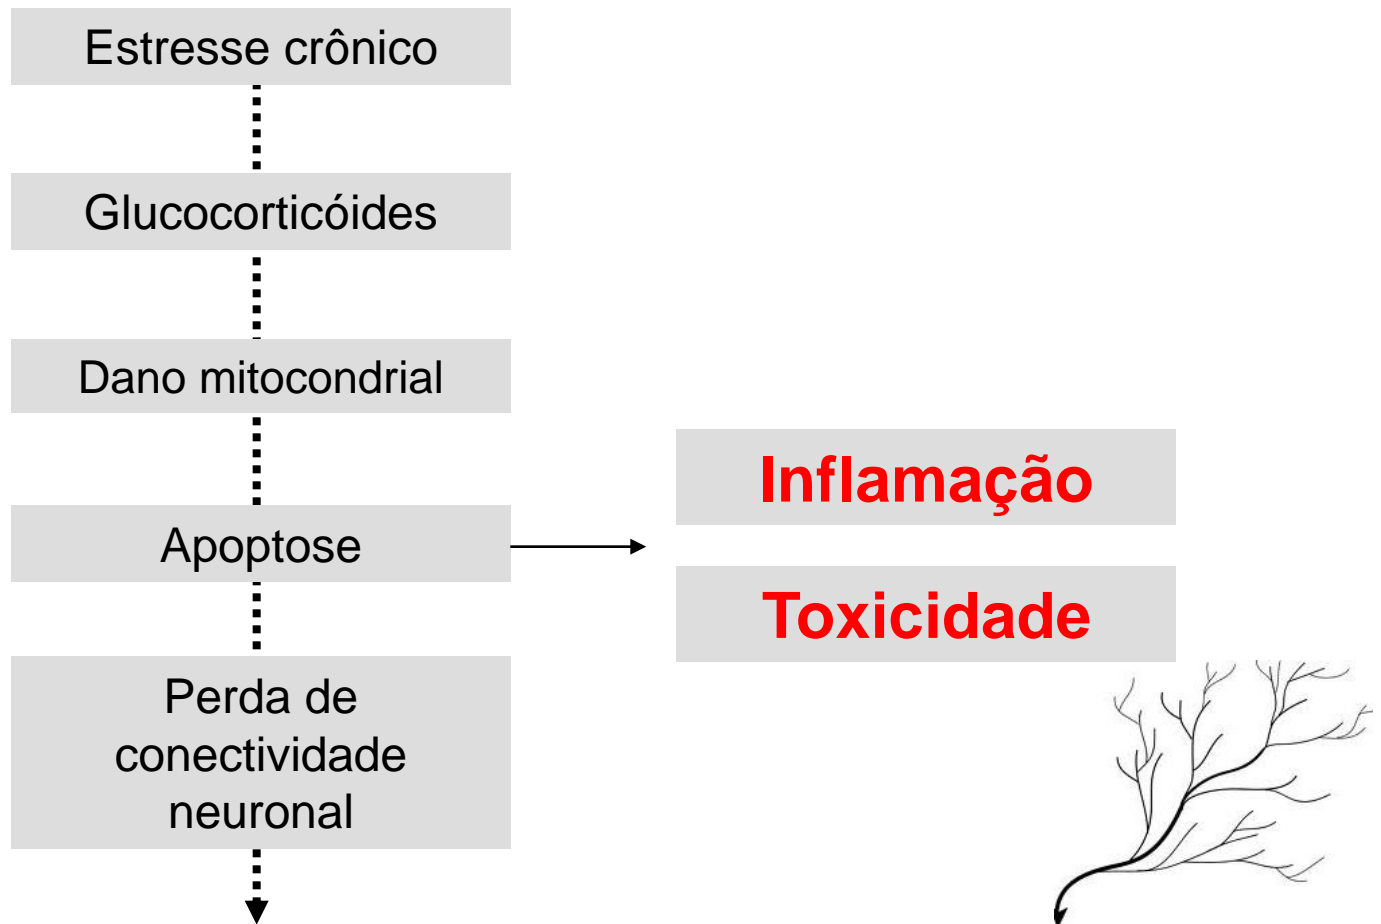 Estresse crônico
Glucocorticóides
Dano mitocondrial
Apoptose
Inflamação
Toxicidade
Perda de
conectividade
neuronal